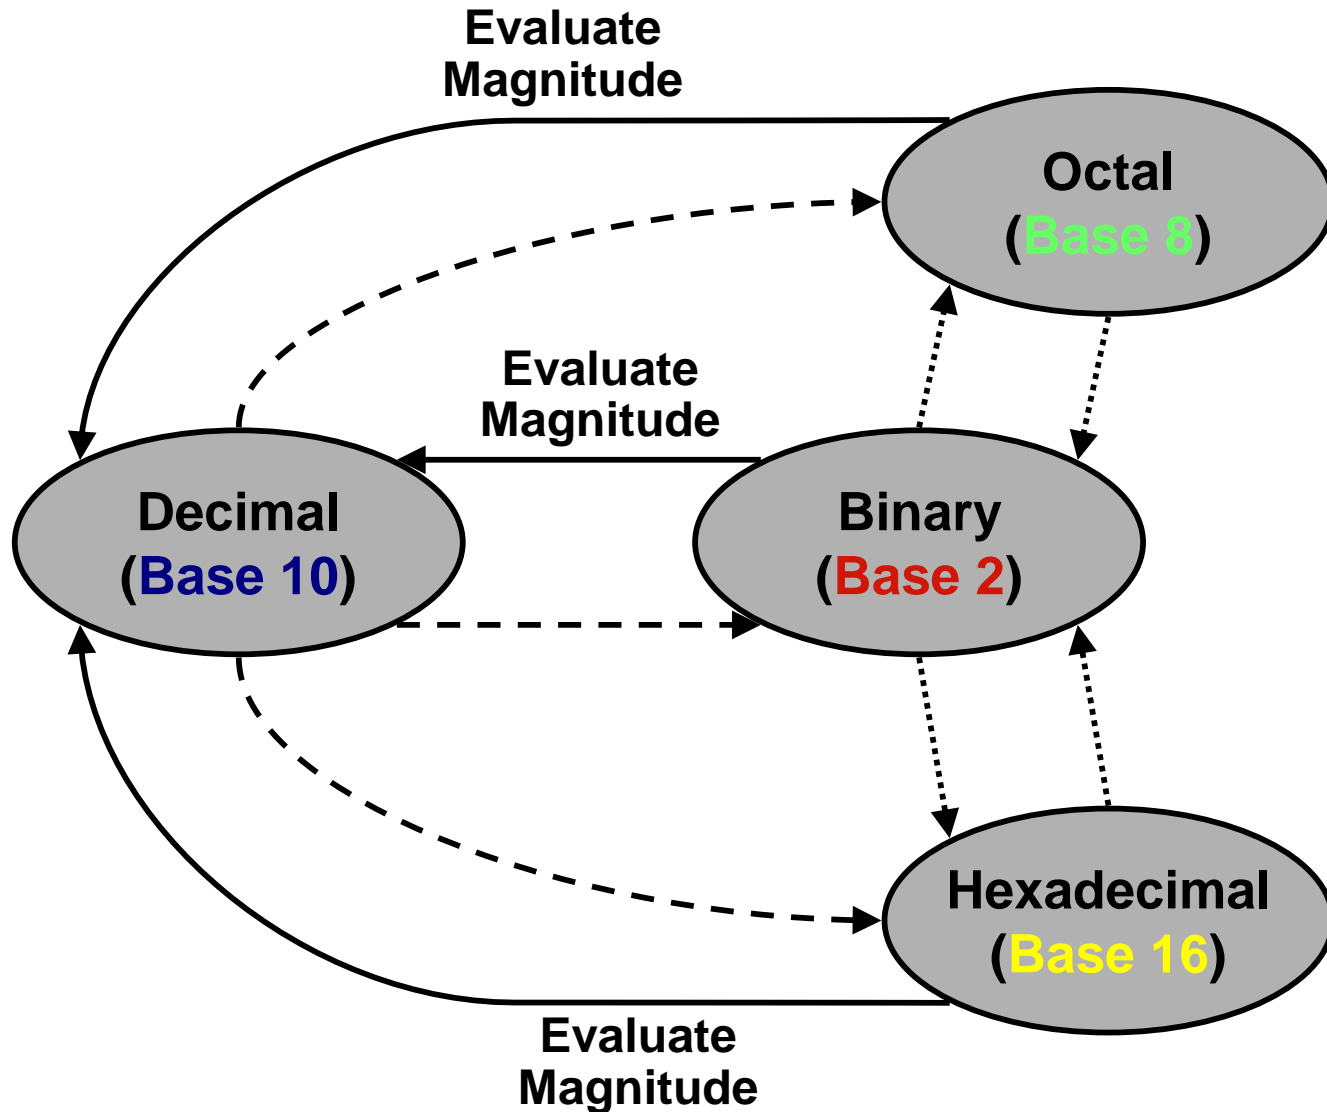 Evaluate
Magnitude
Octal
(Base 8)
Evaluate
Magnitude
Decimal
(Base 10)
Binary
(Base 2)
Hexadecimal
(Base 16)
Evaluate
Magnitude